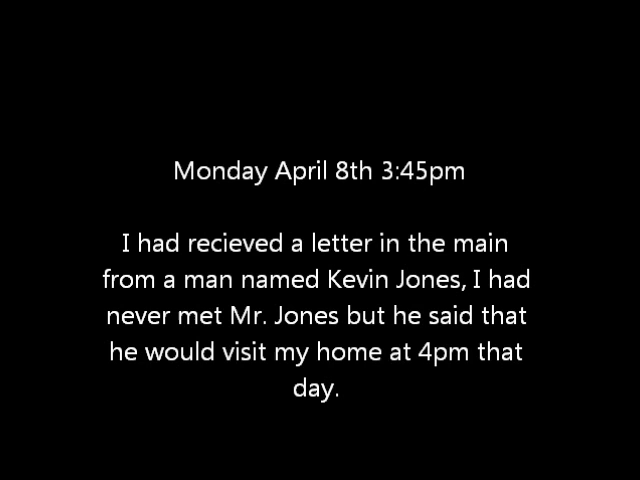 Monday April 8th 3:45pm
I had recieved a letter in the main
from a man named Kevin Jones, I had
never met Mr. Jones but he said that
he would visit my home at 4pm that
day.